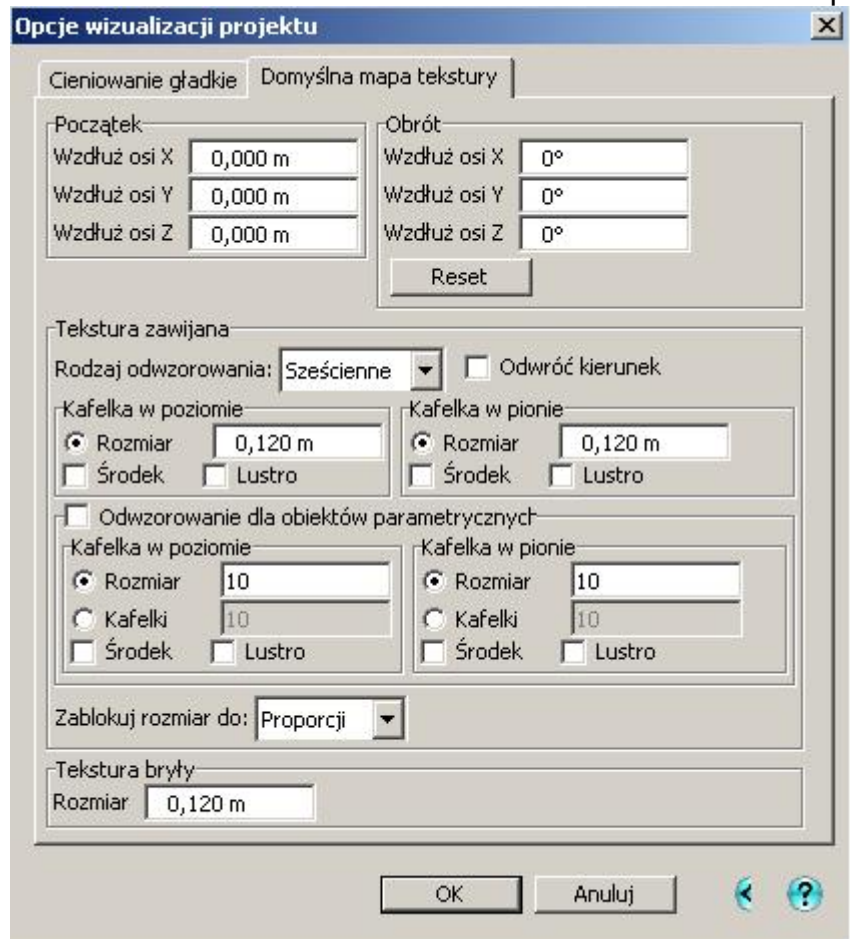 Opcje wizualizacji projektu
Cieniowanie gładkie Domyślna mapa tekstury
Początek
Wzdłuż osi X 0,000 m
Wzdłuż osi Y 0,000 m
Wzdłuż osi Z 0,000 m
Obrót
Wzdłuż osi X 0°
Wzdłuż osi Y 0°
Wzdłuż osi Z 0°
Reset
Tekstura zawijana
Rodzaj odwzorowania: Sześcienne Odwróć kierunek
Kafelka w poziomie
Rozmiar 0,120 m
Środek Lustro
Kafelka w pionie
Rozmiar 0,120 m
Środek Lustro
Odwzorowanie dla obiektów parametrycznych
Kafelka w poziomie
Rozmiar 10
Kafelki 10
Środek Lustro
Kafelka w pionie
Rozmiar 10
Kafelki 10
Środek Lustro
Zablokuj rozmiar do: Proporcji
Tekstura bryły
Rozmiar 0,120 m
OK Anuluj ?